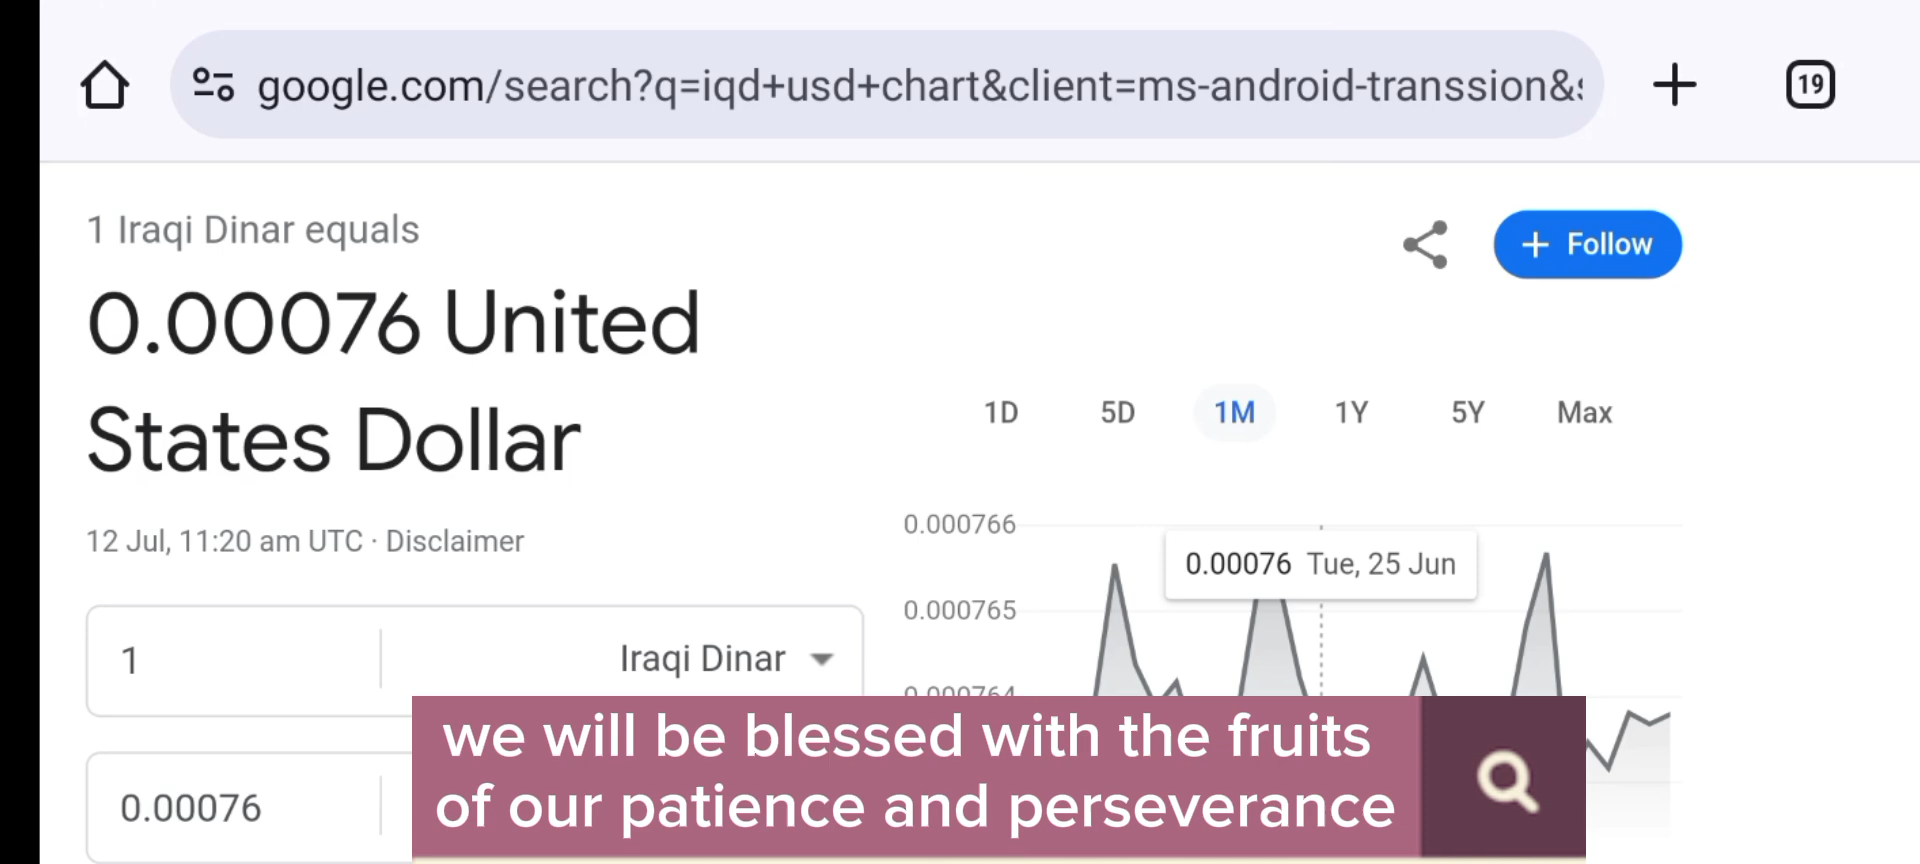 google.com/search?q=iqd+usd+chart&client=ms-android-transsion&
19
1 Iraqi Dinar equals
0.00076 United
States Dollar
12 Jul, 11:20 am UTC · Disclaimer
+ Follow
1D 5D 1M 1Y 5Y Max
0.000766
0.00076 Tue, 25 Jun
0.000765
0.000764
1 Iraqi Dinar
0.00076
we will be blessed with the fruits
of our patience and perseverance